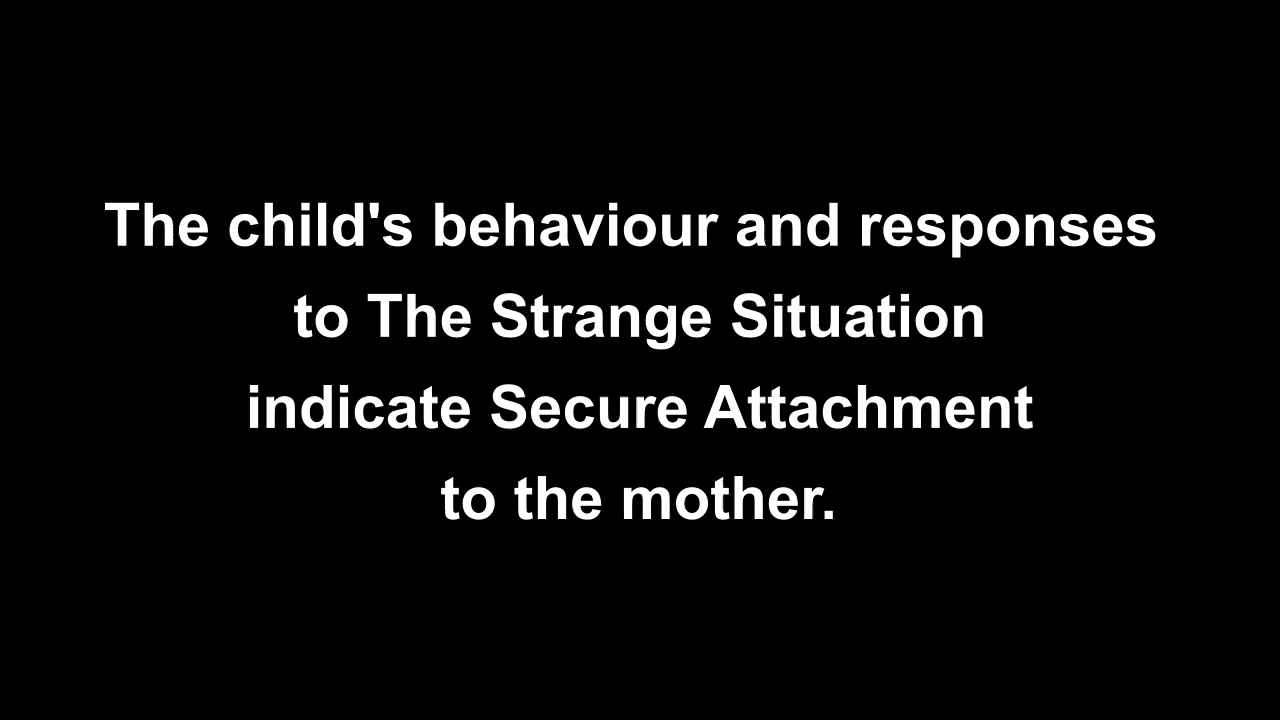 The child's behaviour and responses
to The Strange Situation
indicate Secure Attachment
to the mother.